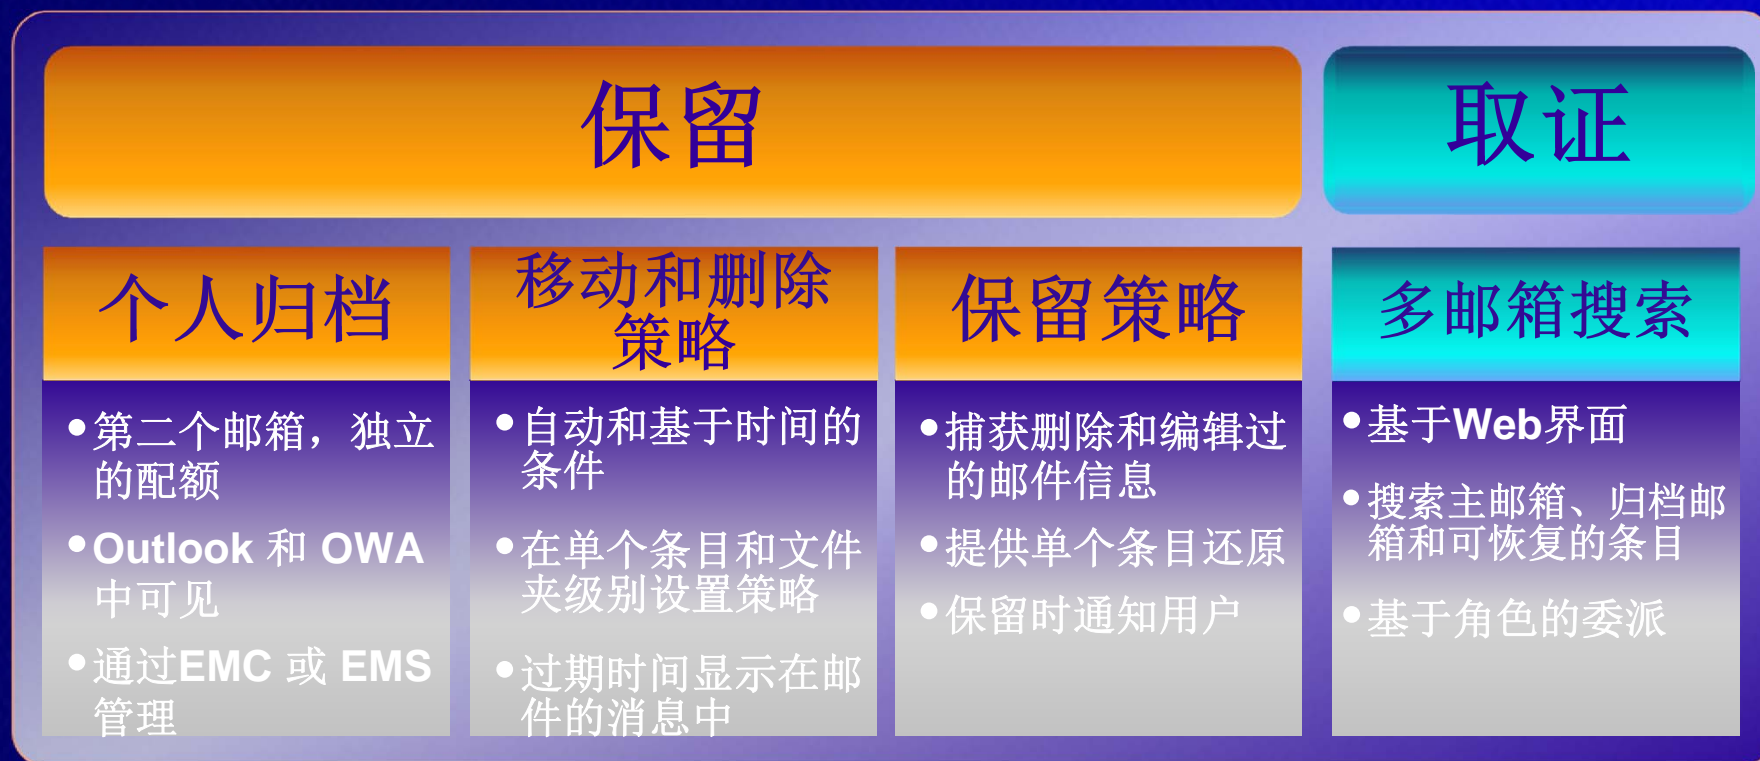 保留
取证
个人归档
移动和删除
策略
保留策略
多邮箱搜索
•第二个邮箱，独立
的配额
•Outlook 和 OWA
中可见
•通过EMC 或 EMS
管理
•自动和基于时间的
条件
•在单个条目和文件
夹级别设置策略
•过期时间显示在邮
件的消息中
•捕获删除和编辑过
的邮件信息
•提供单个条目还原
•保留时通知用户
•基于Web界面
•搜索主邮箱、归档邮
箱和可恢复的条目
•基于角色的委派